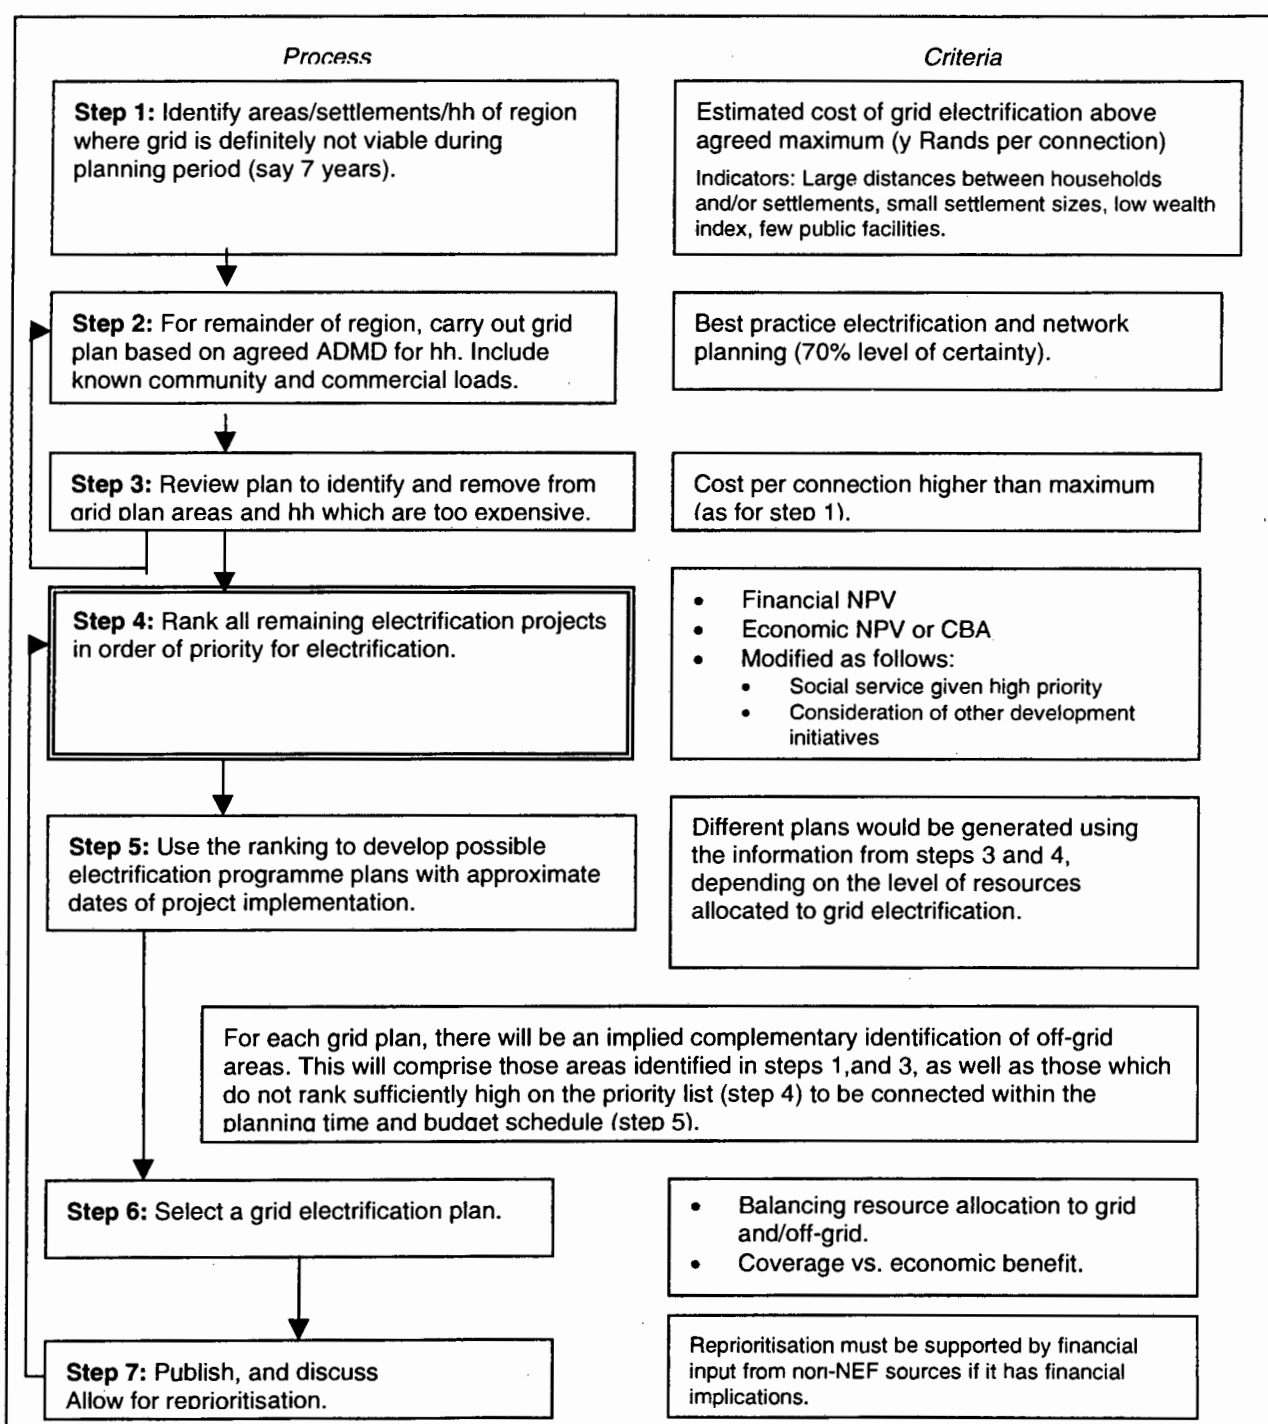 Process
Criteria
Step 1: Identify areas/settlements/hh of region
where grid is definitely not viable during
planning period (say 7 years).
Estimated cost of grid electrification above
agreed maximum (y Rands per connection)
Indicators: Large distances between households
and/or settlements, small settlement sizes, low wealth
index, few public facilities.
Step 2: For remainder of region, carry out grid
plan based on agreed ADMD for hh. Include
known community and commercial loads.
Best practice electrification and network
planning (70% level of certainty).
Step 3: Review plan to identify and remove from
grid plan areas and hh which are too expensive.
Cost per connection higher than maximum
(as for step 1).
Step 4: Rank all remaining electrification projects
in order of priority for electrification.
• Financial NPV
• Economic NPV or CBA
• Modified as follows:
• Social service given high priority
• Consideration of other development
initiatives
Step 5: Use the ranking to develop possible
electrification programme plans with approximate
dates of project implementation.
Different plans would be generated using
the information from steps 3 and 4,
depending on the level of resources
allocated to grid electrification.
For each grid plan, there will be an implied complementary identification of off-grid
areas. This will comprise those areas identified in steps 1,and 3, as well as those which
do not rank sufficiently high on the priority list (step 4) to be connected within the
planning time and budget schedule (step 5).
Step 6: Select a grid electrification plan.
• Balancing resource allocation to grid
and/off-grid.
• Coverage vs. economic benefit.
Step 7: Publish, and discuss
Allow for reprioritisation.
Reprioritisation must be supported by financial
input from non-NEF sources if it has financial
implications.